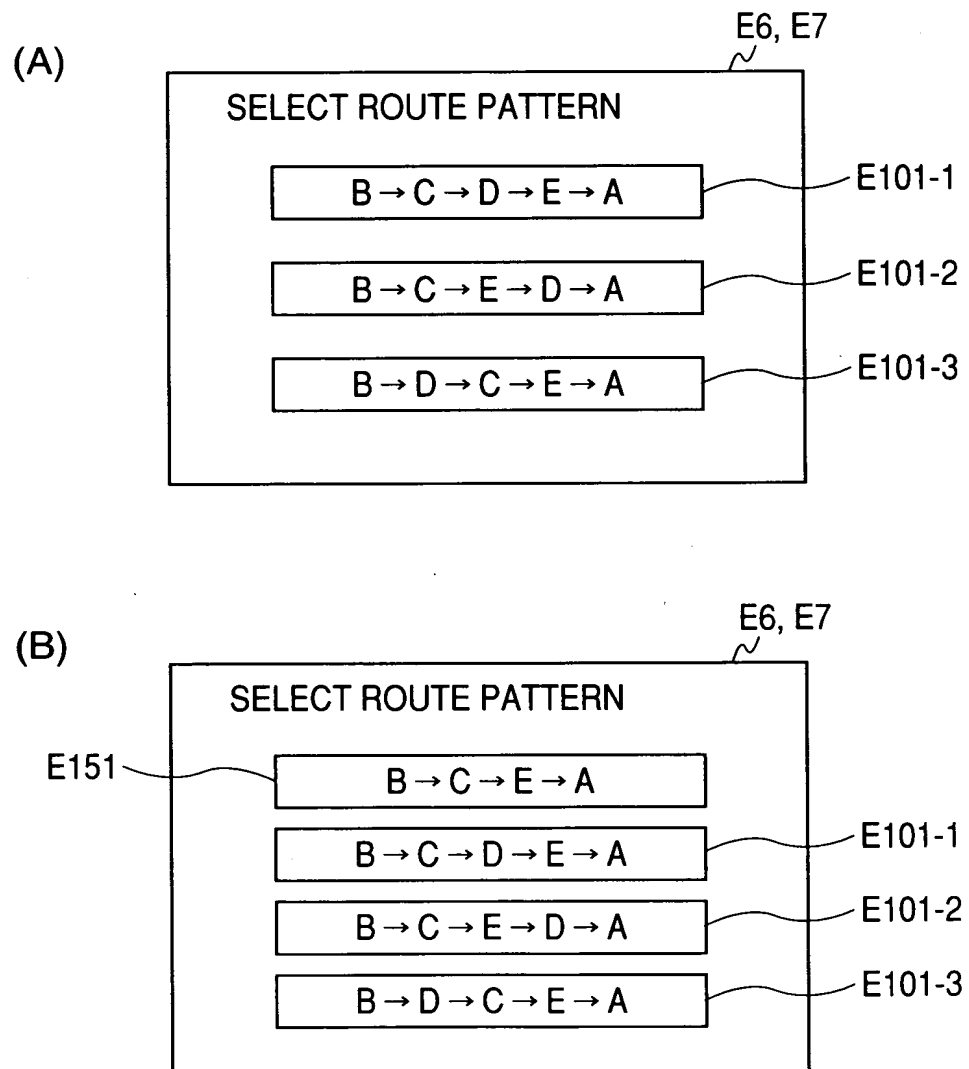 (A)
E6, E7
SELECT ROUTE PATTERN
B→C→D→E→A
E101-1
B→C→E→D→A
E101-2
B→D→C→E→A
E101-3
(B)
E6, E7
SELECT ROUTE PATTERN
E151
B→C→E→A
B→C→D→E→A
E101-1
B→C→E→D→A
E101-2
B→D→C→E→A
E101-3